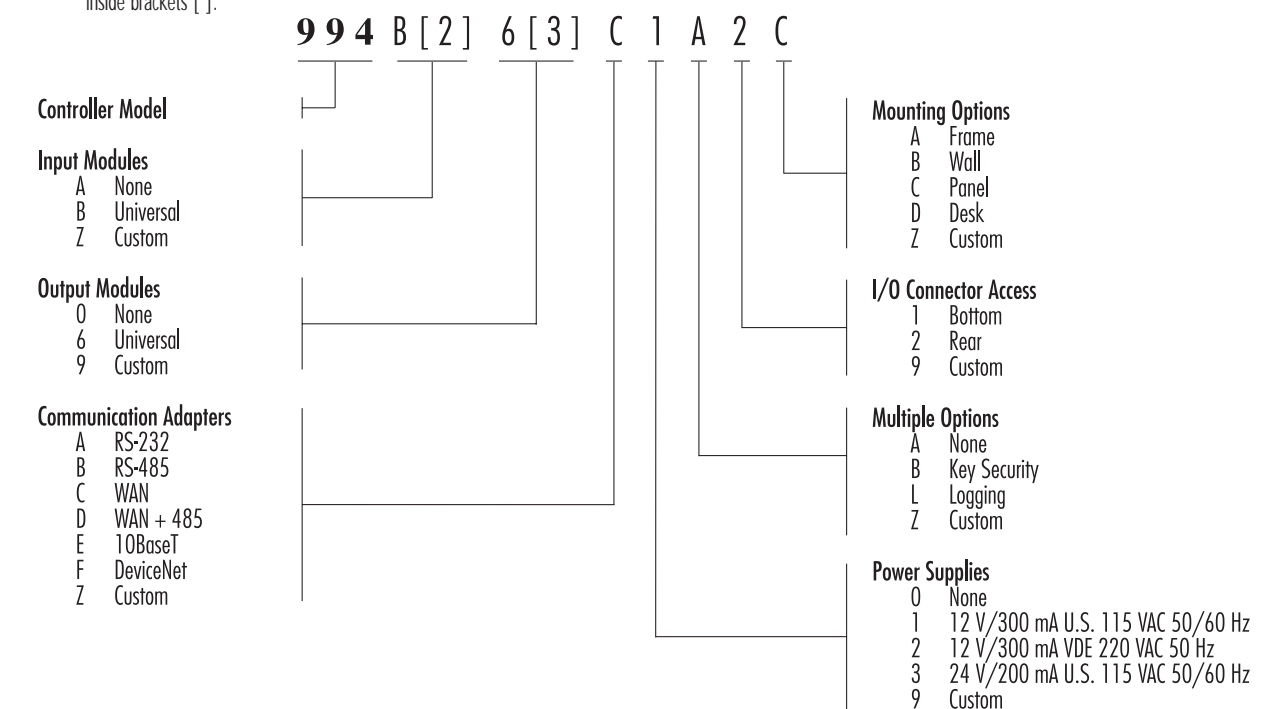 inside brackets [ ].
994 B[2] 6[3] C 1 A 2 C
Controller Model
Input Modules
A None
B Universal
Z Custom
Output Modules
0 None
6 Universal
9 Custom
Communication Adapters
A RS-232
B RS-485
C WAN
D WAN + 485
E 10BaseT
F DeviceNet
Z Custom
Mounting Options
A Frame
B Wall
C Panel
D Desk
Z Custom
I/O Connector Access
1 Bottom
2 Rear
9 Custom
Multiple Options
A None
B Key Security
L Logging
Z Custom
Power Supplies
0 None
1 12 V/300 mA U.S. 115 VAC 50/60 Hz
2 12 V/300 mA VDE 220 VAC 50 Hz
3 24 V/200 mA U.S. 115 VAC 50/60 Hz
9 Custom